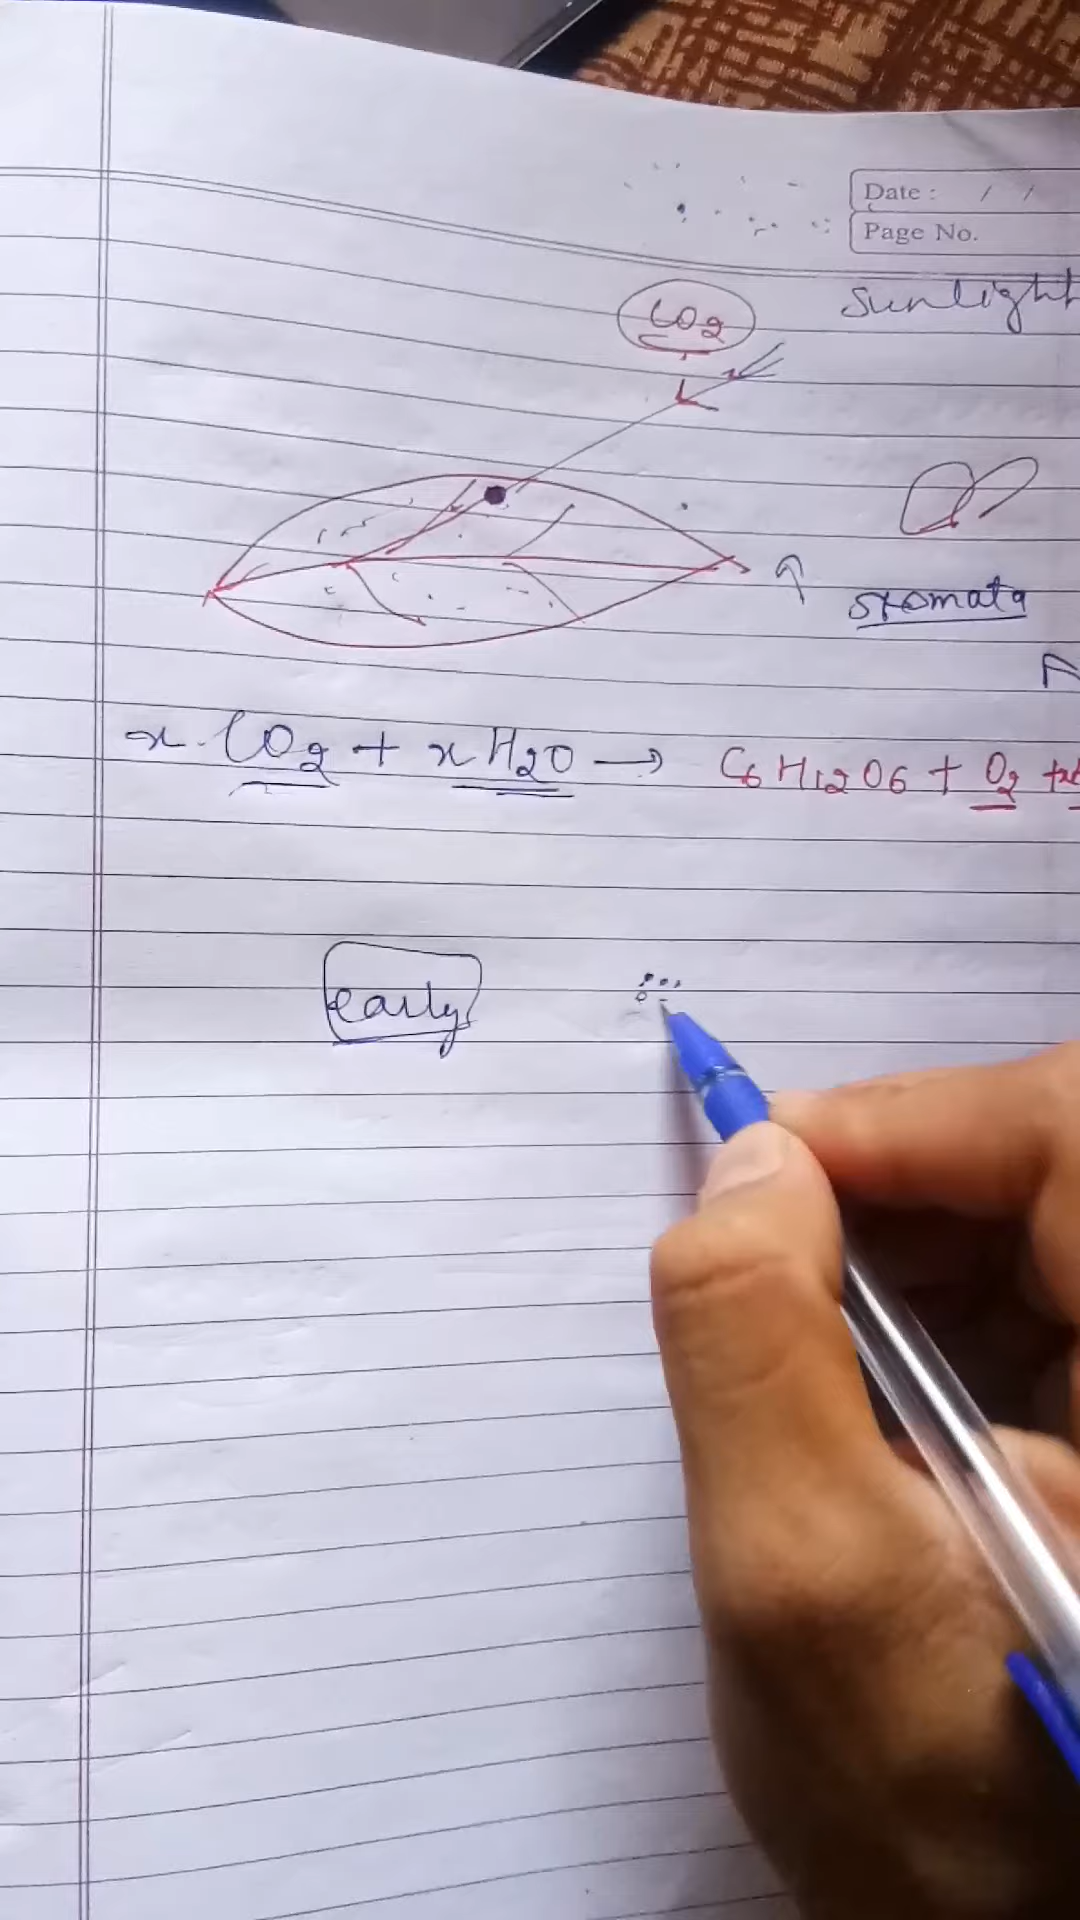 Date : / /
Page No.
CO2
sunlight
stomata
x. CO2 + x H2O → C6H12O6 + O2 +
early